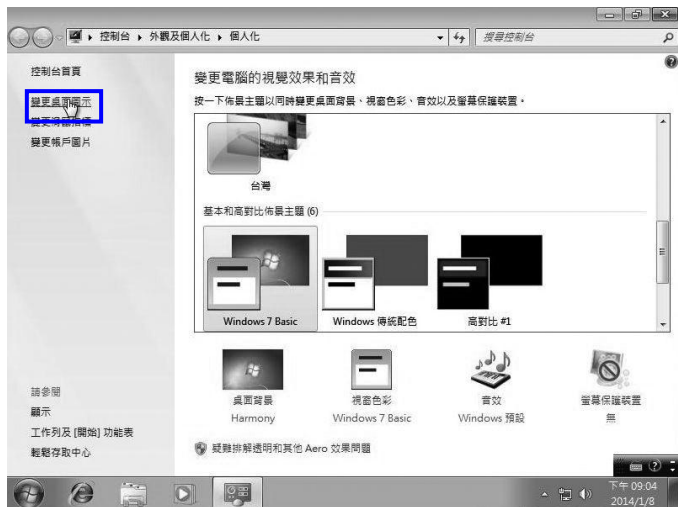 控制台 ▸ 外觀及個人化 ▸ 個人化
搜尋控制台
控制台首頁
變更桌面圖示
變更滑鼠指標
變更帳戶圖片
變更電腦的視覺效果和音效
按一下佈景主題以同時變更桌面背景、視窗色彩、音效以及螢幕保護裝置。
台灣
基本和高對比佈景主題 (6)
Windows 7 Basic
Windows 傳統配色
高對比 #1
桌面背景
Harmony
視窗色彩
Windows 7 Basic
音效
Windows 預設
螢幕保護裝置
無
疑難排解透明和其他 Aero 效果問題
請參閱
顯示
工作列及 [開始] 功能表
輕鬆存取中心
下午 09:04
2014/1/8